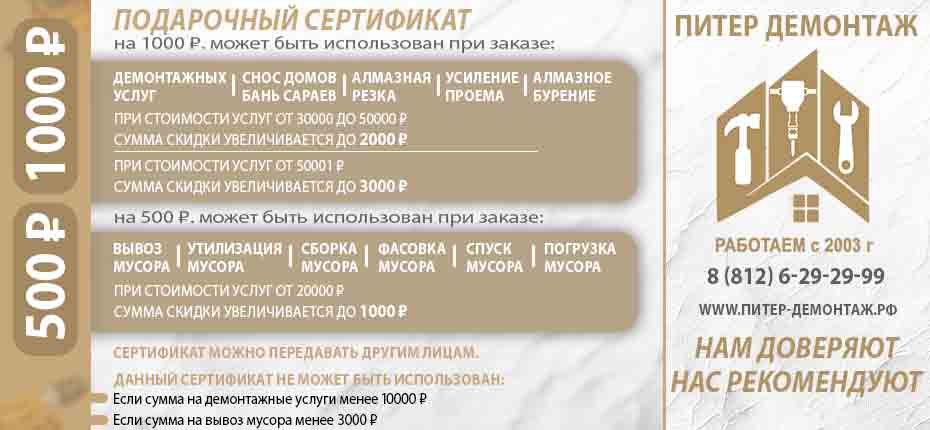 1000 ₽
500 ₽
ПОДАРОЧНЫЙ СЕРТИФИКАТ
на 1000 ₽. может быть использован при заказе:
ДЕМОНТАЖНЫХ УСЛУГ | СНОС ДОМОВ БАНЬ САРАЕВ | АЛМАЗНАЯ РЕЗКА | УСИЛЕНИЕ ПРОЕМА | АЛМАЗНОЕ БУРЕНИЕ
ПРИ СТОИМОСТИ УСЛУГ ОТ 30000 ДО 50000 ₽
СУММА СКИДКИ УВЕЛИЧИВАЕТСЯ ДО 2000 ₽
ПРИ СТОИМОСТИ УСЛУГ ОТ 50001 ₽
СУММА СКИДКИ УВЕЛИЧИВАЕТСЯ ДО 3000 ₽
на 500 ₽. может быть использован при заказе:
ВЫВОЗ МУСОРА | УТИЛИЗАЦИЯ МУСОРА | СБОРКА МУСОРА | ФАСОВКА МУСОРА | СПУСК МУСОРА | ПОГРУЗКА МУСОРА
ПРИ СТОИМОСТИ УСЛУГ ОТ 20000 ₽
СУММА СКИДКИ УВЕЛИЧИВАЕТСЯ ДО 1000 ₽
СЕРТИФИКАТ МОЖНО ПЕРЕДАВАТЬ ДРУГИМ ЛИЦАМ.
ДАННЫЙ СЕРТИФИКАТ НЕ МОЖЕТ БЫТЬ ИСПОЛЬЗОВАН:
Если сумма на демонтажные услуги менее 10000 ₽
Если сумма на вывоз мусора менее 3000 ₽
ПИТЕР ДЕМОНТАЖ
РАБОТАЕМ с 2003 г
8 (812) 6-29-29-99
WWW.ПИТЕР-ДЕМОНТАЖ.РФ
НАМ ДОВЕРЯЮТ
НАС РЕКОМЕНДУЮТ